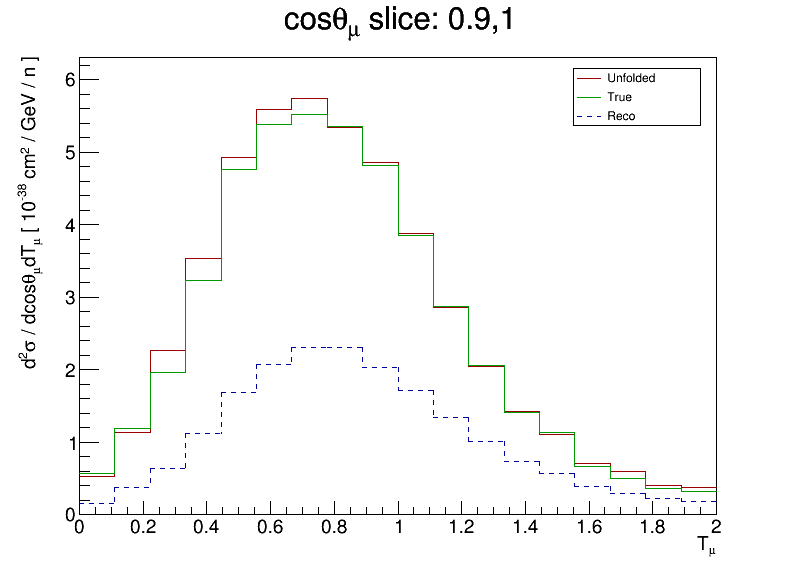 cosθμ slice: 0.9,1
d²σ / dcosθμdTμ [ 10⁻³⁸ cm² / GeV / n ]
Unfolded
True
Reco
6
5
4
3
2
1
0
0 0.2 0.4 0.6 0.8 1 1.2 1.4 1.6 1.8 2
Tμ